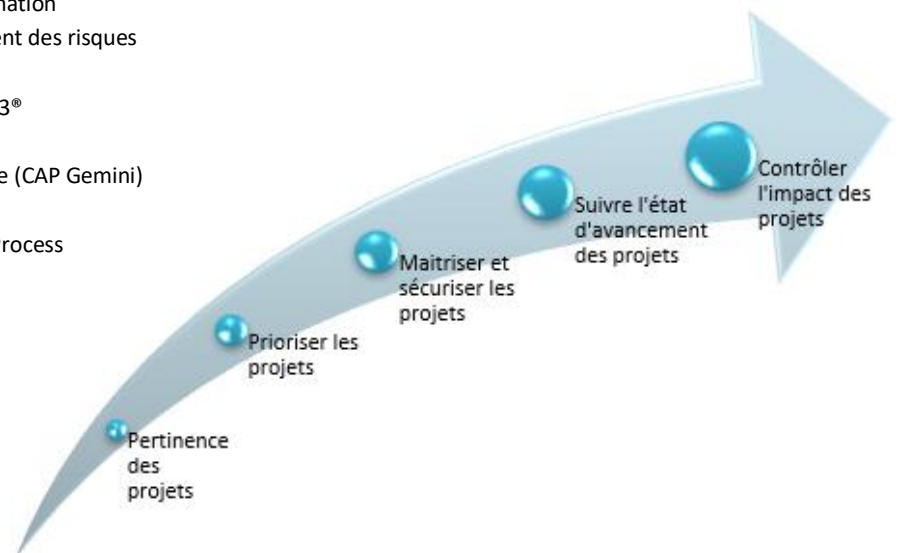 nation
ent des risques
3®
e (CAP Gemini)
Process
Contrôler
l'impact des
projets
Suivre l'état
d'avancement
des projets
Maitriser et
sécuriser les
projets
Prioriser les
projets
Pertinence
des
projets